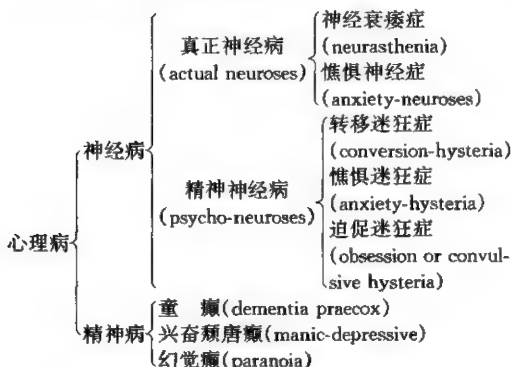 神经衰痿症
真正神经病
(neurasthenia)
(actual neuroses)
憔惧神经症
(anxiety-neuroses)
神经病
转移迷狂症
(conversion-hysteria)
憔惧迷狂症
精神神经病
(anxiety-hysteria)
(psycho-neuroses)
迫促迷狂症
心理病
(obsession or convul-
sive hysteria)
童 癫(dementia praecox)
精神病
兴奋颓唐癫(manic-depressive)
幻觉癫(paranoia)